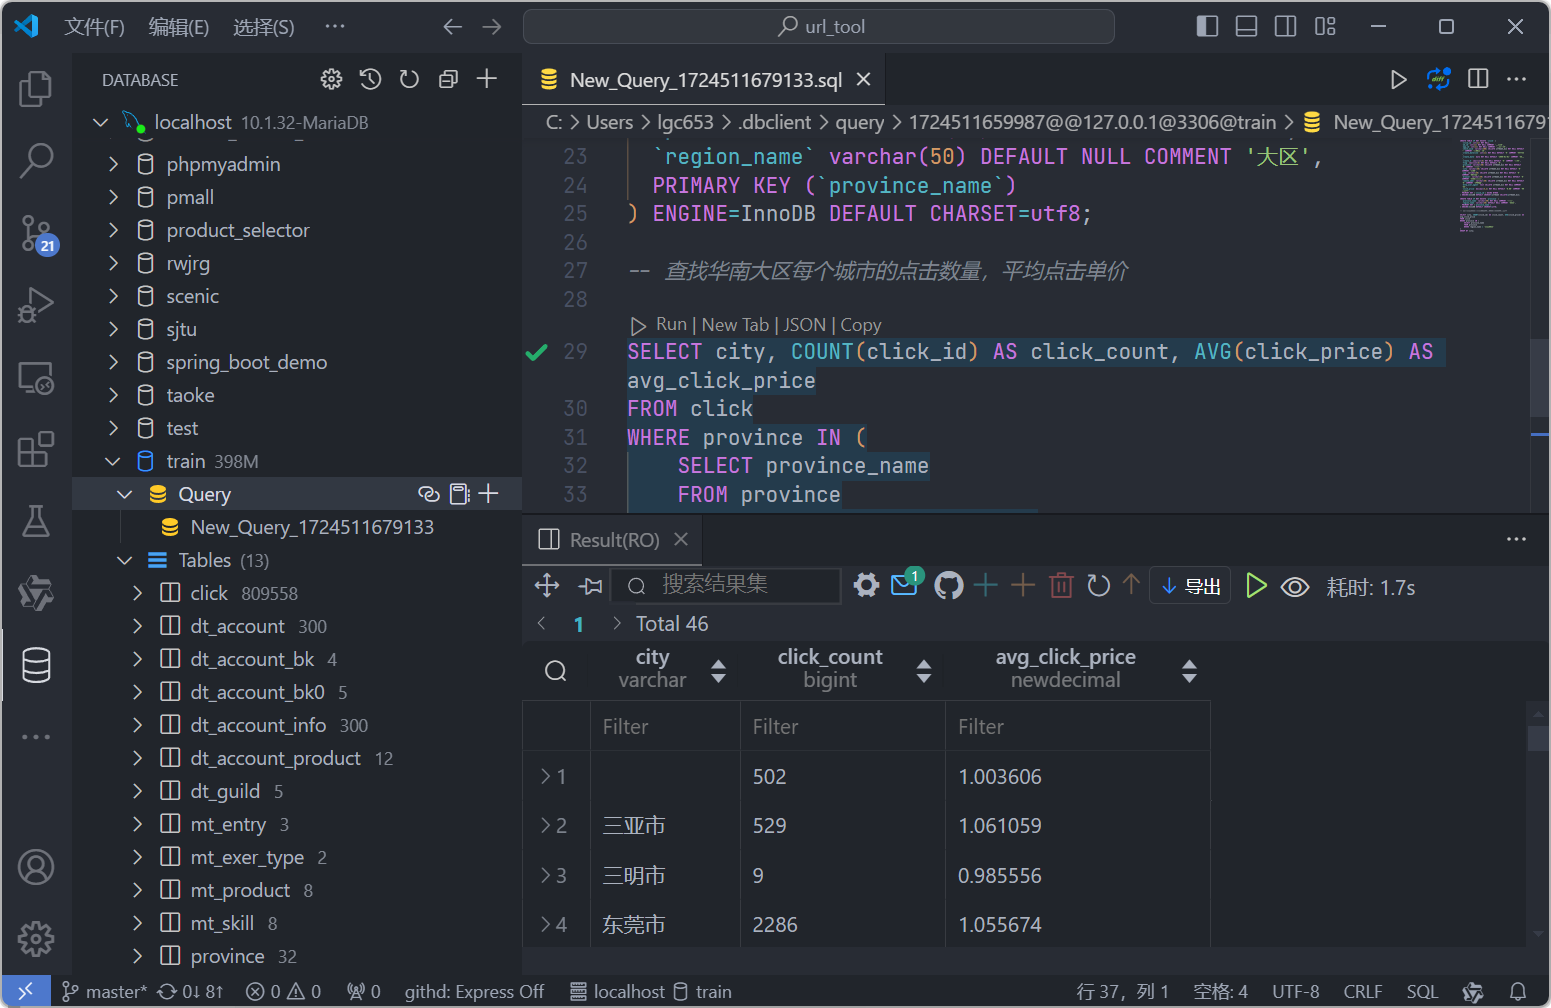 文件(F) 编辑(E) 选择(S) ··· url_tool
DATABASE
localhost 10.1.32-MariaDB
phpmyadmin
pmall
product_selector
rwjrg
scenic
sjtu
spring_boot_demo
taoke
test
train 398M
Query
New_Query_1724511679133
Tables (13)
click 809558
dt_account 300
dt_account_bk 4
dt_account_bk0 5
dt_account_info 300
dt_account_product 12
dt_guild 5
mt_entry 3
mt_exer_type 2
mt_product 8
mt_skill 8
province 32
21
New_Query_1724511679133.sql
C: > Users > lgc653 > .dbclient > query > 1724511659987@@127.0.0.1@3306@train > New_Query_17245116791
23 `region_name` varchar(50) DEFAULT NULL COMMENT '大区',
24 PRIMARY KEY (`province_name`)
25 ) ENGINE=InnoDB DEFAULT CHARSET=utf8;
26
27 -- 查找华南大区每个城市的点击数量，平均点击单价
28
Run | New Tab | JSON | Copy
29 SELECT city, COUNT(click_id) AS click_count, AVG(click_price) AS
avg_click_price
30 FROM click
31 WHERE province IN (
32 SELECT province_name
33 FROM province
Result(RO)
搜索结果集 1 导出 耗时: 1.7s
1 Total 46
city click_count avg_click_price
varchar bigint newdecimal
Filter Filter Filter
1 502 1.003606
2 三亚市 529 1.061059
3 三明市 9 0.985556
4 东莞市 2286 1.055674
master* 0↓ 8↑ 0 0 0 githd: Express Off localhost train 行 37，列 1 空格: 4 UTF-8 CRLF SQL